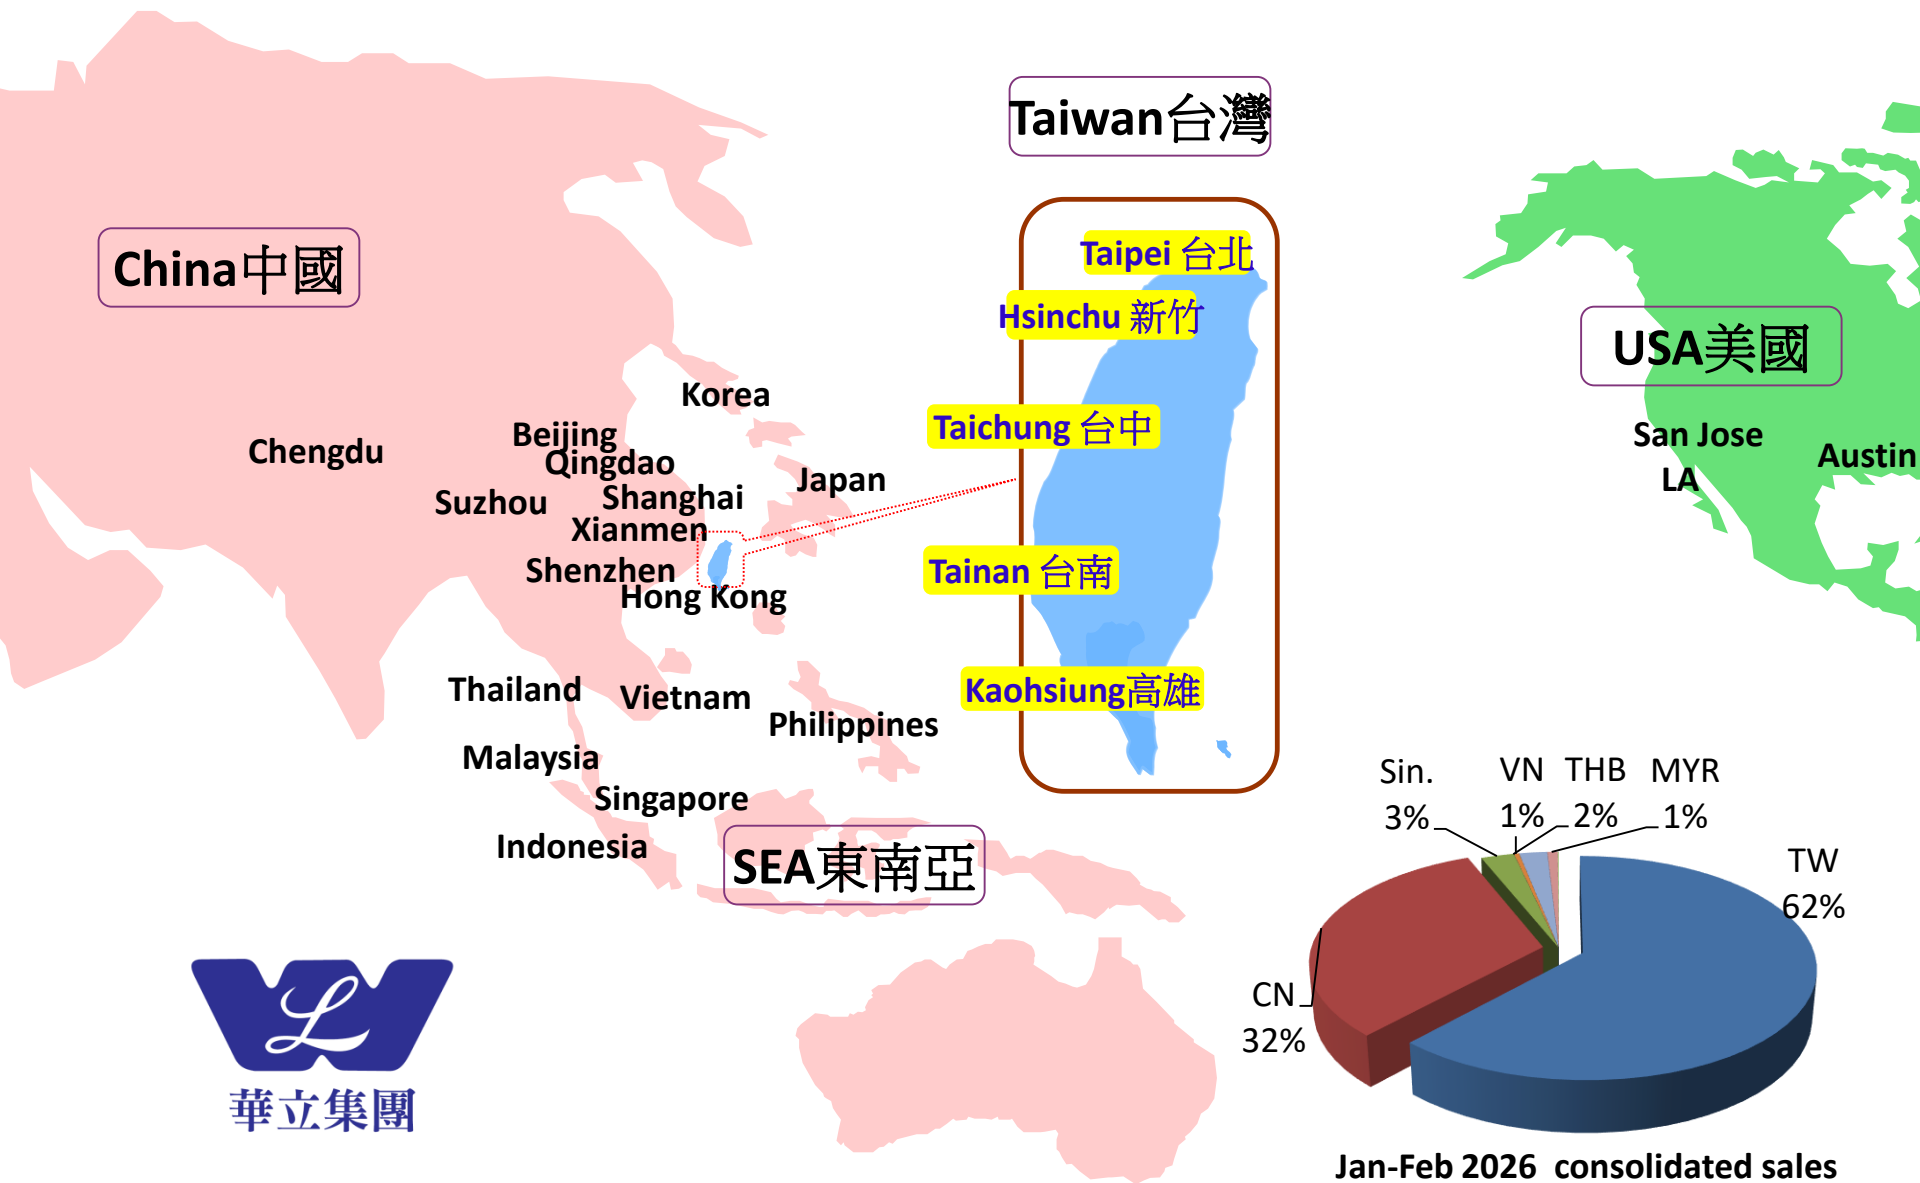 Taiwan台灣
China中國
USA美國
Taipei 台北
Hsinchu 新竹
Taichung 台中
Tainan 台南
Kaohsiung高雄
Korea
Beijing
Chengdu
Qingdao
Japan
Suzhou
Shanghai
Xianmen
Shenzhen
Hong Kong
San Jose
LA
Austin
Thailand
Vietnam
Philippines
Malaysia
Singapore
Indonesia
SEA東南亞
L
華立集團
Sin.
3%
VN
1%
THB
2%
MYR
1%
TW
62%
CN
32%
Jan-Feb 2026 consolidated sales